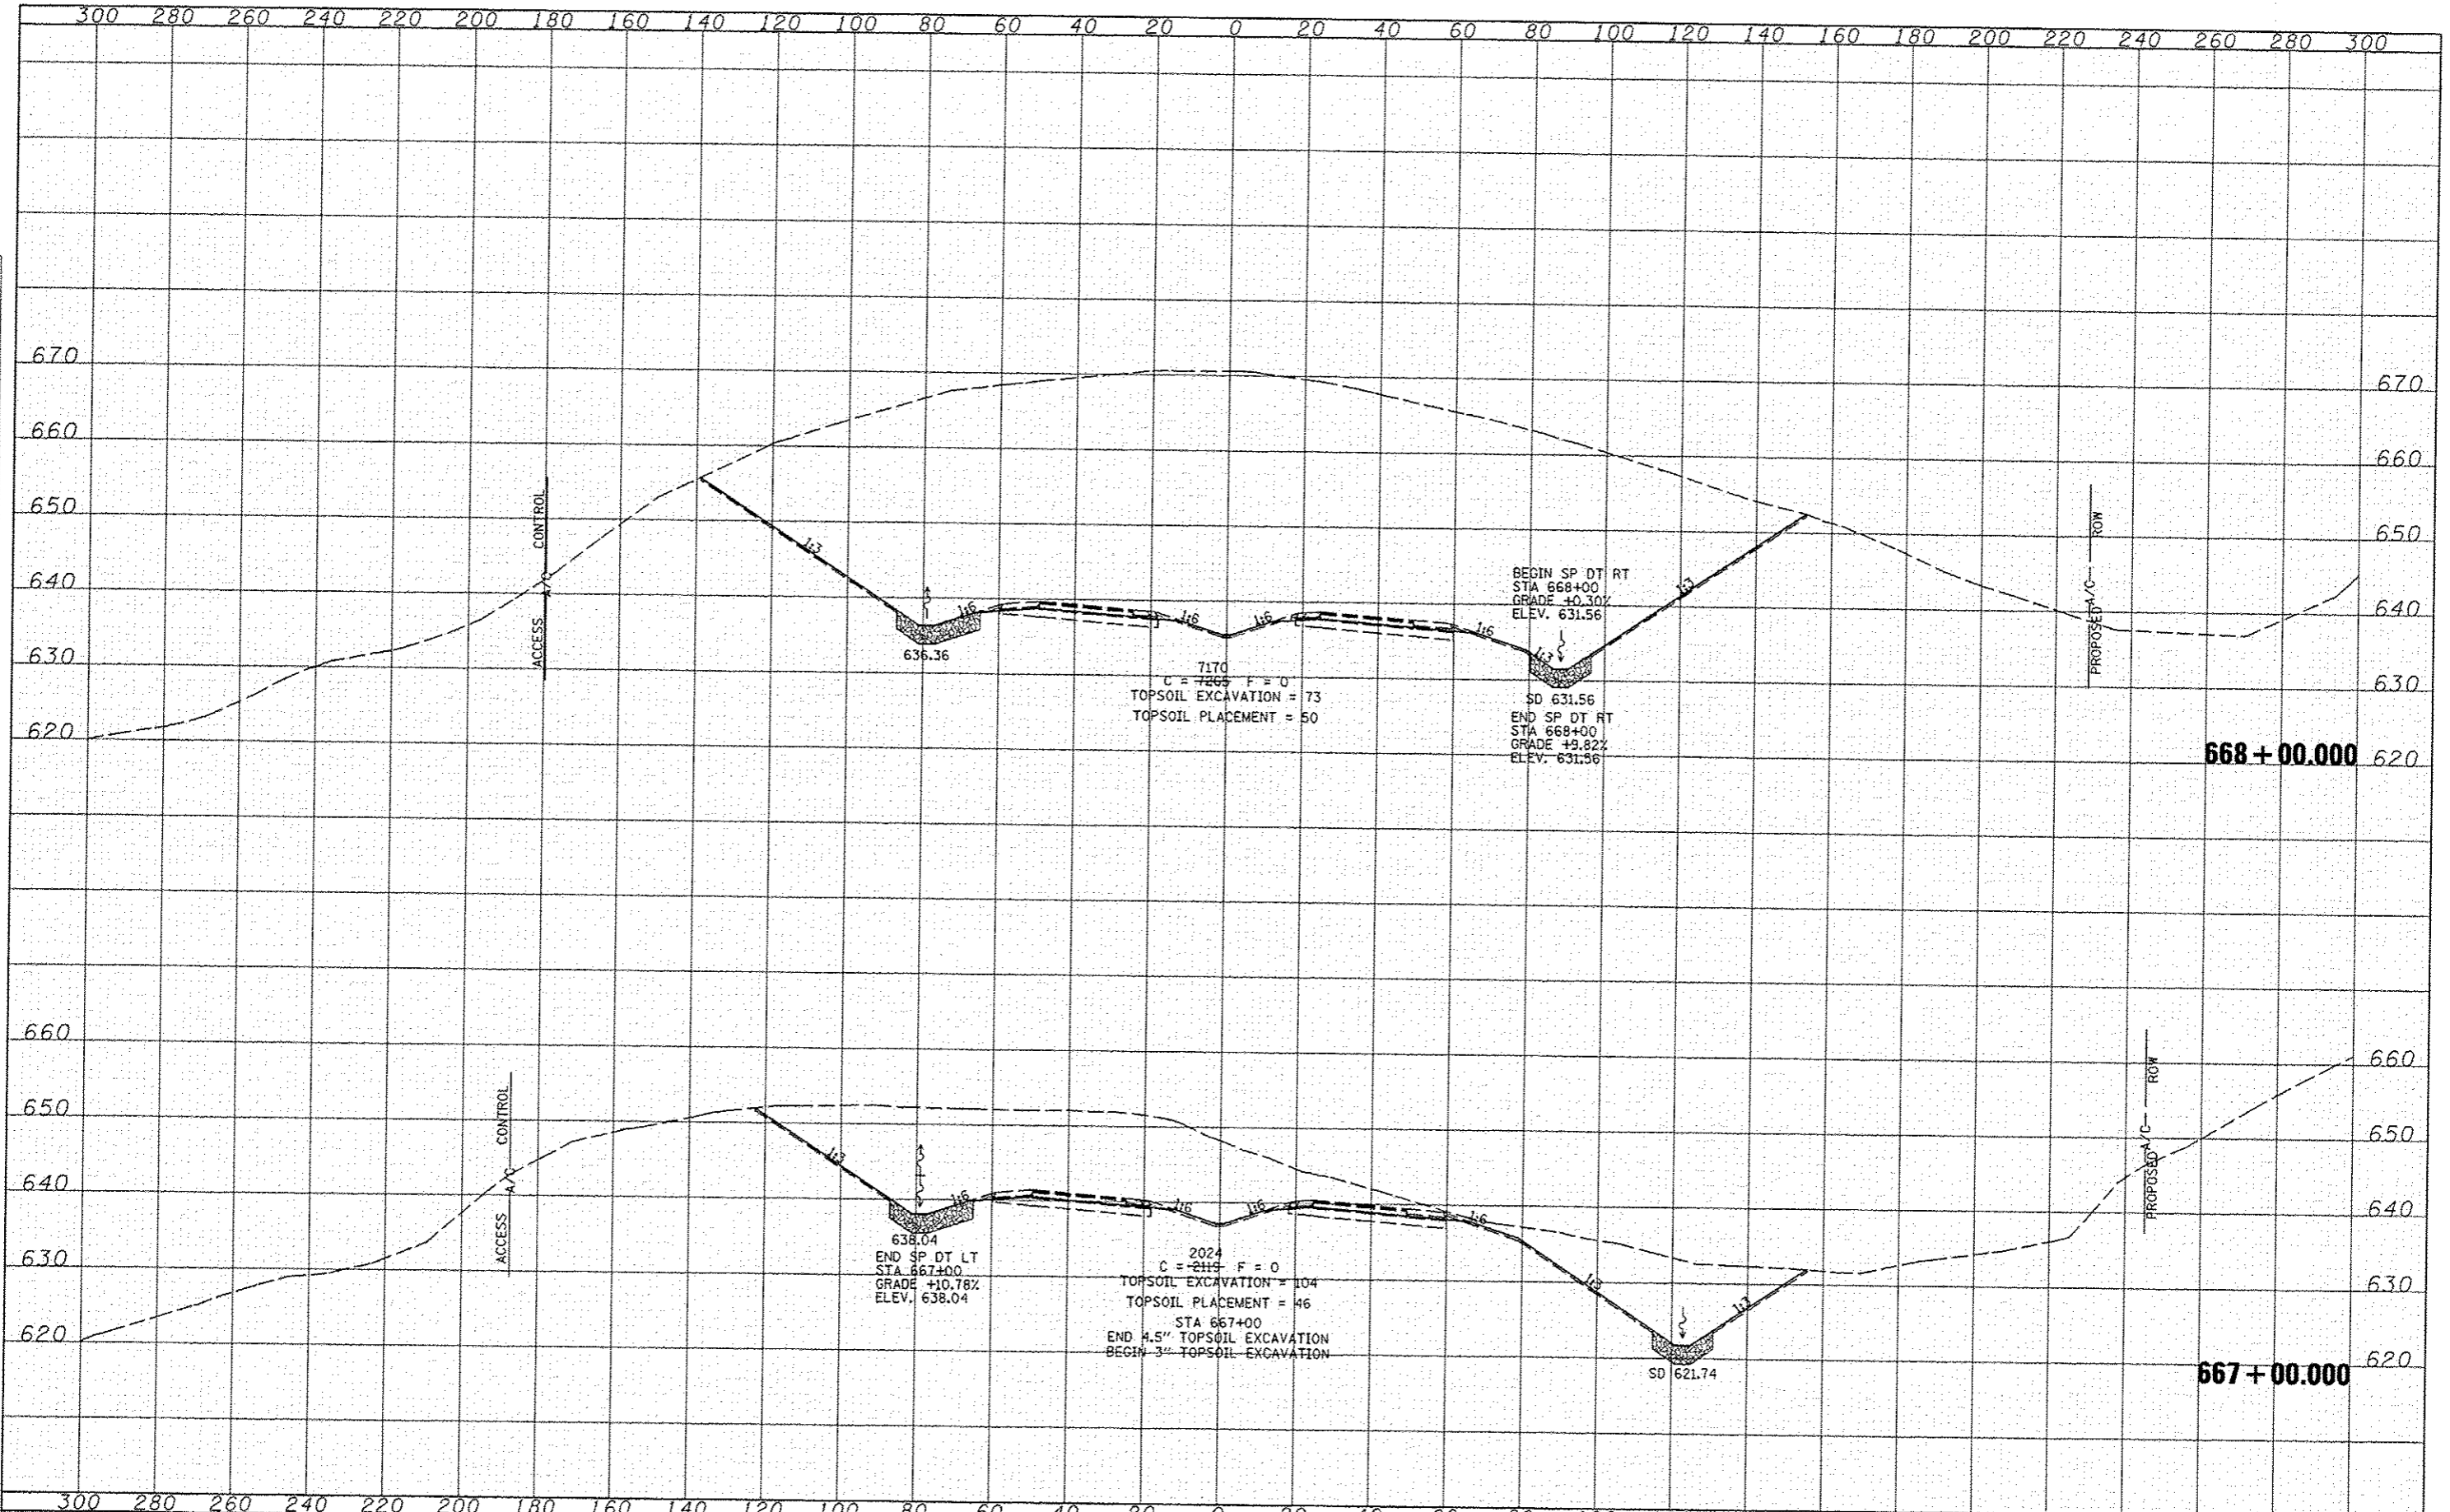 300 280 260 240 220 200 180 160 140 120 100 80 60 40 20 0 20 40 60 80 100 120 140 160 180 200 220 240 260 280 300
670 670
660 660
650 650
640 640
630 630
620 620
ACCESS A/C CONTROL
PROPOSED A/C ROW
1:3
1:6
1:6
1:6
1:6
1:3
1:3
636.36
7170
C = 7265 F = 0
TOPSOIL EXCAVATION = 73
TOPSOIL PLACEMENT = 50
BEGIN SP DT RT
STA 668+00
GRADE +0.30%
ELEV. 631.56
SD 631.56
END SP DT RT
STA 668+00
GRADE +9.82%
ELEV. 631.56
668+00.000
660 660
650 650
640 640
630 630
620 620
ACCESS A/C CONTROL
PROPOSED A/C ROW
1:3
1:6
1:6
1:6
1:6
1:3
1:3
638.04
END SP DT LT
STA 667+00
GRADE +10.78%
ELEV. 638.04
2024
C = 2119 F = 0
TOPSOIL EXCAVATION = 104
TOPSOIL PLACEMENT = 46
STA 667+00
END 4.5" TOPSOIL EXCAVATION
BEGIN 3" TOPSOIL EXCAVATION
SD 621.74
667+00.000
300 280 260 240 220 200 180 160 140 120 100 80 60 40 20 0 20 40